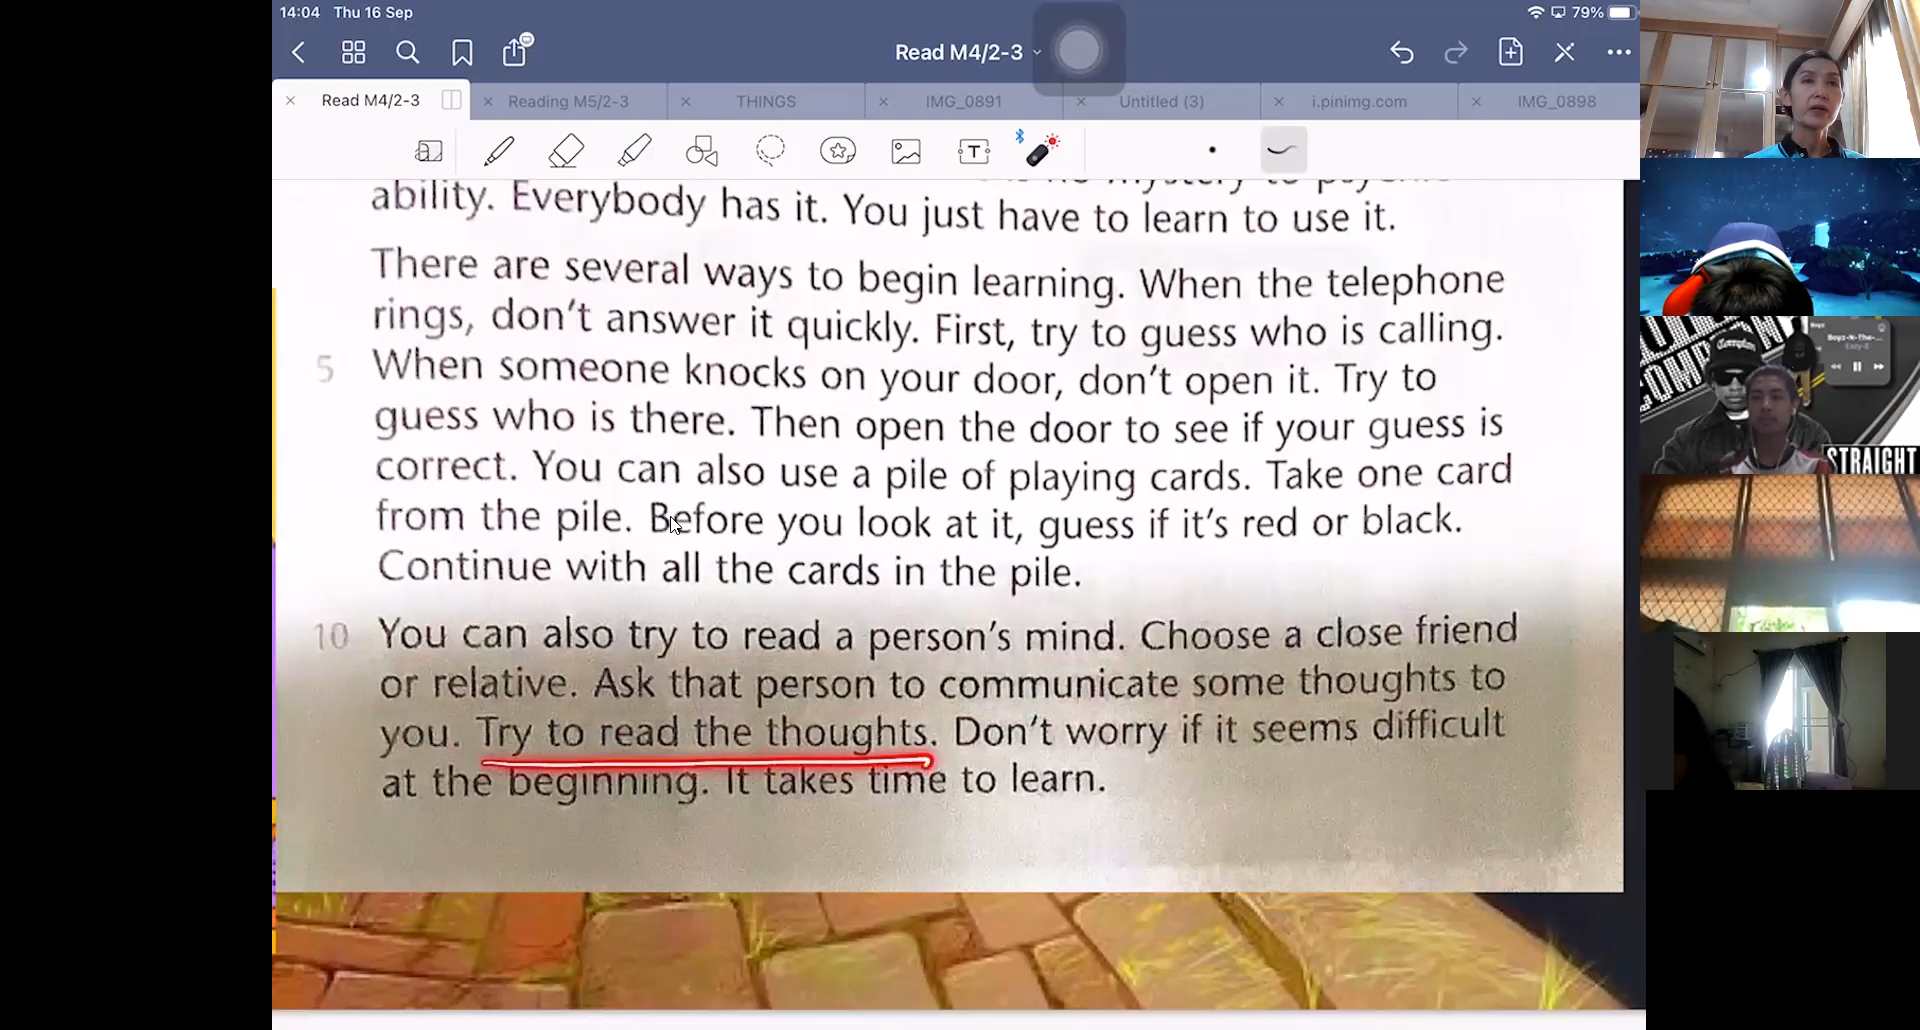 14:04 Thu 16 Sep
79%
Read M4/2-3
Read M4/2-3
Reading M5/2-3
THINGS
IMG_0891
Untitled (3)
i.pinimg.com
IMG_0898
ability. Everybody has it. You just have to learn to use it.
There are several ways to begin learning. When the telephone
rings, don't answer it quickly. First, try to guess who is calling.
5 When someone knocks on your door, don't open it. Try to
guess who is there. Then open the door to see if your guess is
correct. You can also use a pile of playing cards. Take one card
from the pile. Before you look at it, guess if it's red or black.
Continue with all the cards in the pile.
10 You can also try to read a person's mind. Choose a close friend
or relative. Ask that person to communicate some thoughts to
you. Try to read the thoughts. Don't worry if it seems difficult
at the beginning. It takes time to learn.
Compton
Boyz-N-The-...
Eazy-E
STRAIGHT